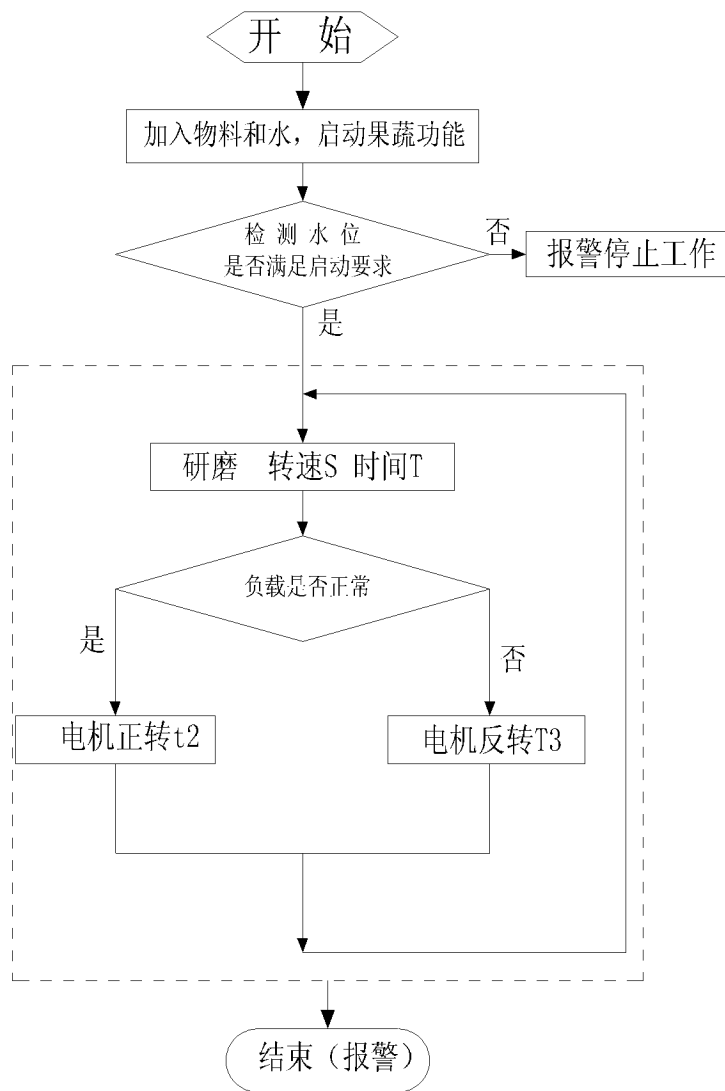 开 始
加入物料和水，启动果蔬功能
检 测 水 位
是否满足启动要求
否
报警停止工作
是
研磨 转速S 时间T
负载是否正常
是
否
电机正转t2
电机反转T3
结束（报警）